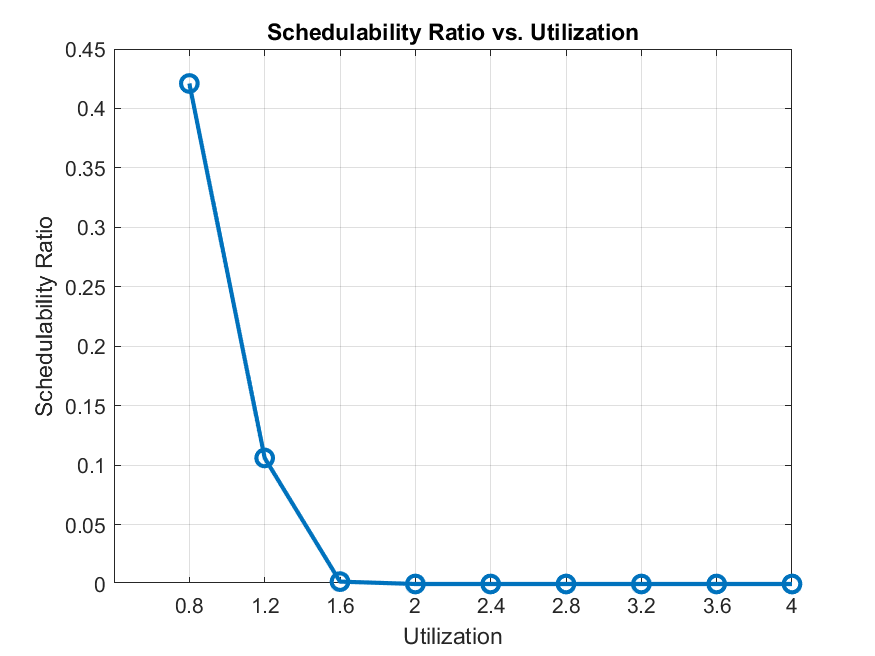 Schedulability Ratio vs. Utilization
0.45
0.4
0.35
0.3
0.25
0.2
0.15
0.1
0.05
0
Schedulability Ratio
0.8 1.2 1.6 2 2.4 2.8 3.2 3.6 4
Utilization